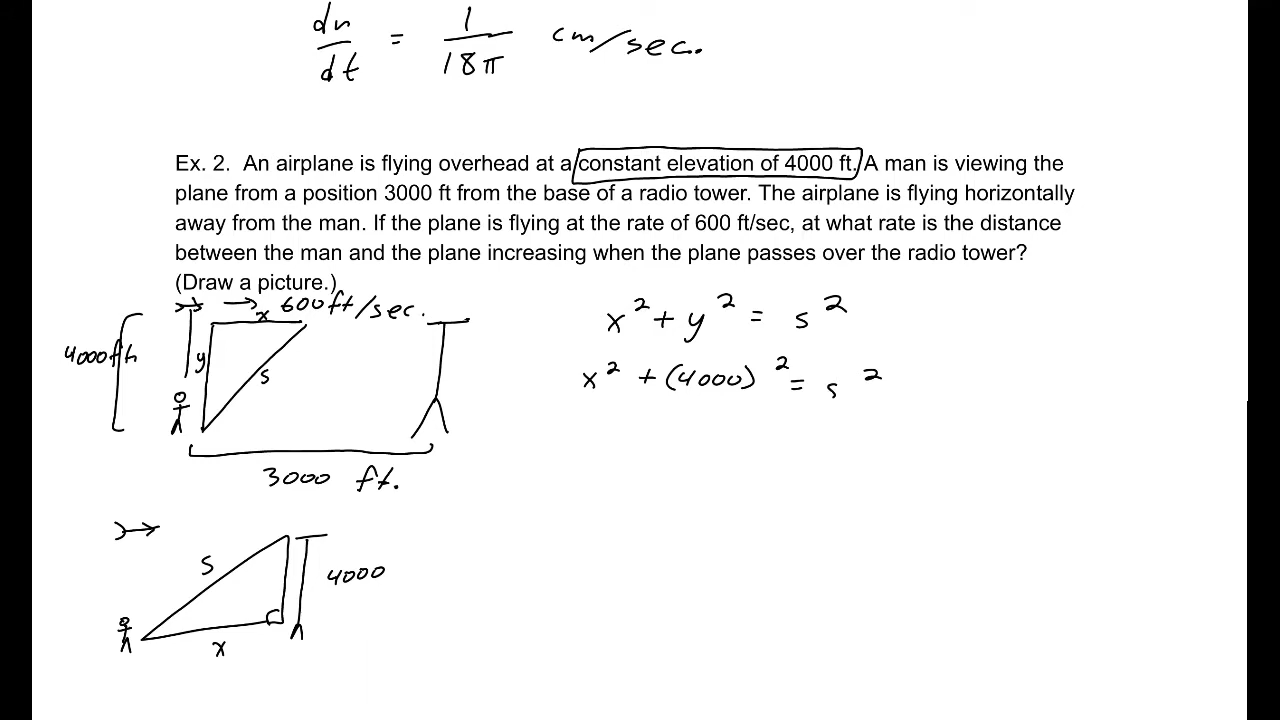 dr/dt = 1/18π cm/sec.
Ex. 2. An airplane is flying overhead at a constant elevation of 4000 ft. A man is viewing the
plane from a position 3000 ft from the base of a radio tower. The airplane is flying horizontally
away from the man. If the plane is flying at the rate of 600 ft/sec, at what rate is the distance
between the man and the plane increasing when the plane passes over the radio tower?
(Draw a picture.)
→ x 600 ft/sec.
x² + y² = s²
4000 ft
y
s
x² + (4000)² = s²
3000 ft.
s
4000
x